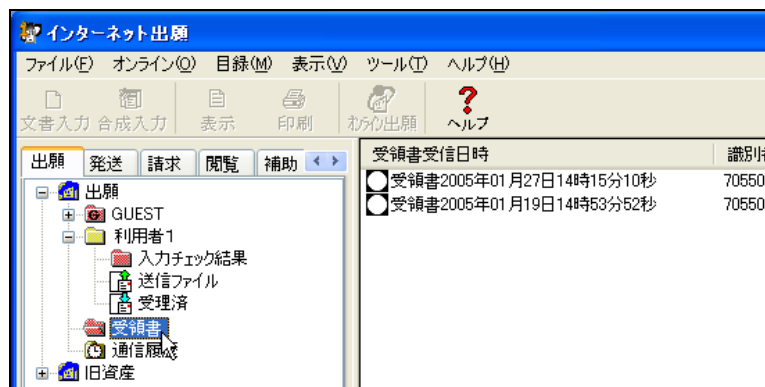 インターネット出願
ファイル(F) オンライン(O) 目録(M) 表示(V) ツール(T) ヘルプ(H)
文書入力 合成入力 表示 印刷 オンライン出願 ヘルプ
出願 発送 請求 閲覧 補助
出願
GUEST
利用者1
入力チェック結果
送信ファイル
受理済
受領書
通信履歴
旧資産
受領書受信日時 識別
受領書2005年01月27日14時15分10秒 70550
受領書2005年01月19日14時53分52秒 70550